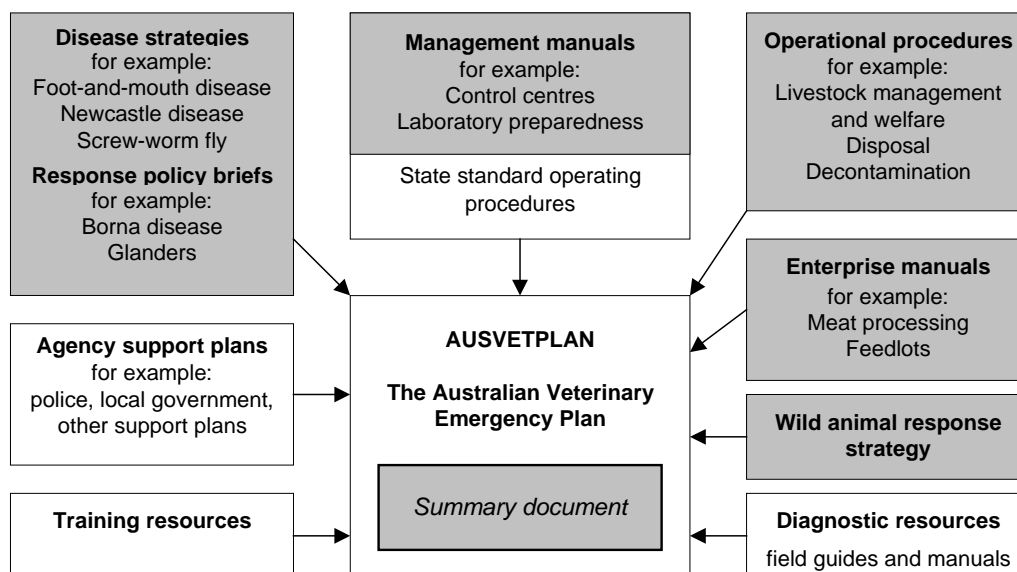 Disease strategies
for example:
Foot-and-mouth disease
Newcastle disease
Screw-worm fly
Response policy briefs
for example:
Borna disease
Glanders
Management manuals
for example:
Control centres
Laboratory preparedness
State standard operating
procedures
Operational procedures
for example:
Livestock management
and welfare
Disposal
Decontamination
Enterprise manuals
for example:
Meat processing
Feedlots
Agency support plans
for example:
police, local government,
other support plans
AUSVETPLAN
The Australian Veterinary
Emergency Plan
Summary document
Wild animal response
strategy
Training resources
Diagnostic resources
field guides and manuals